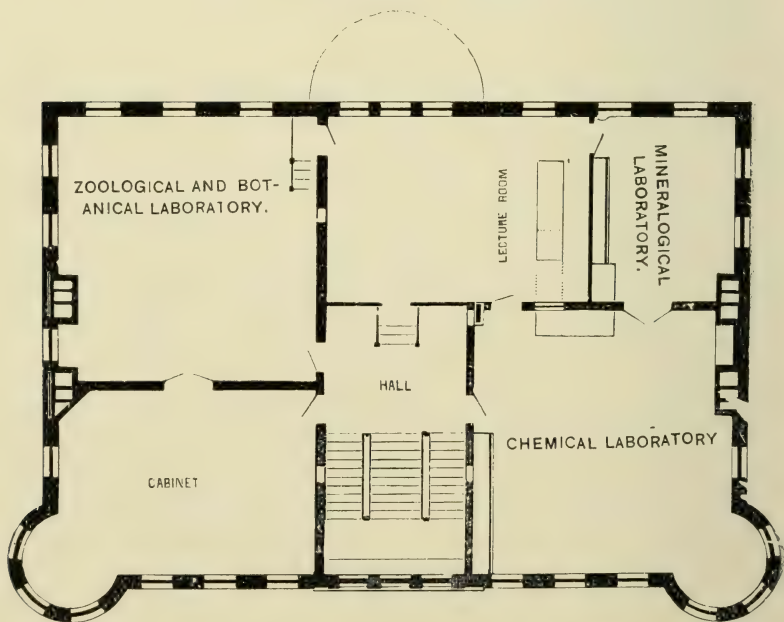 ZOOLOGICAL AND BOT-
ANICAL LABORATORY.
LECTURE ROOM
MINERALOGICAL
LABORATORY.
HALL
CHEMICAL LABORATORY
CABINET